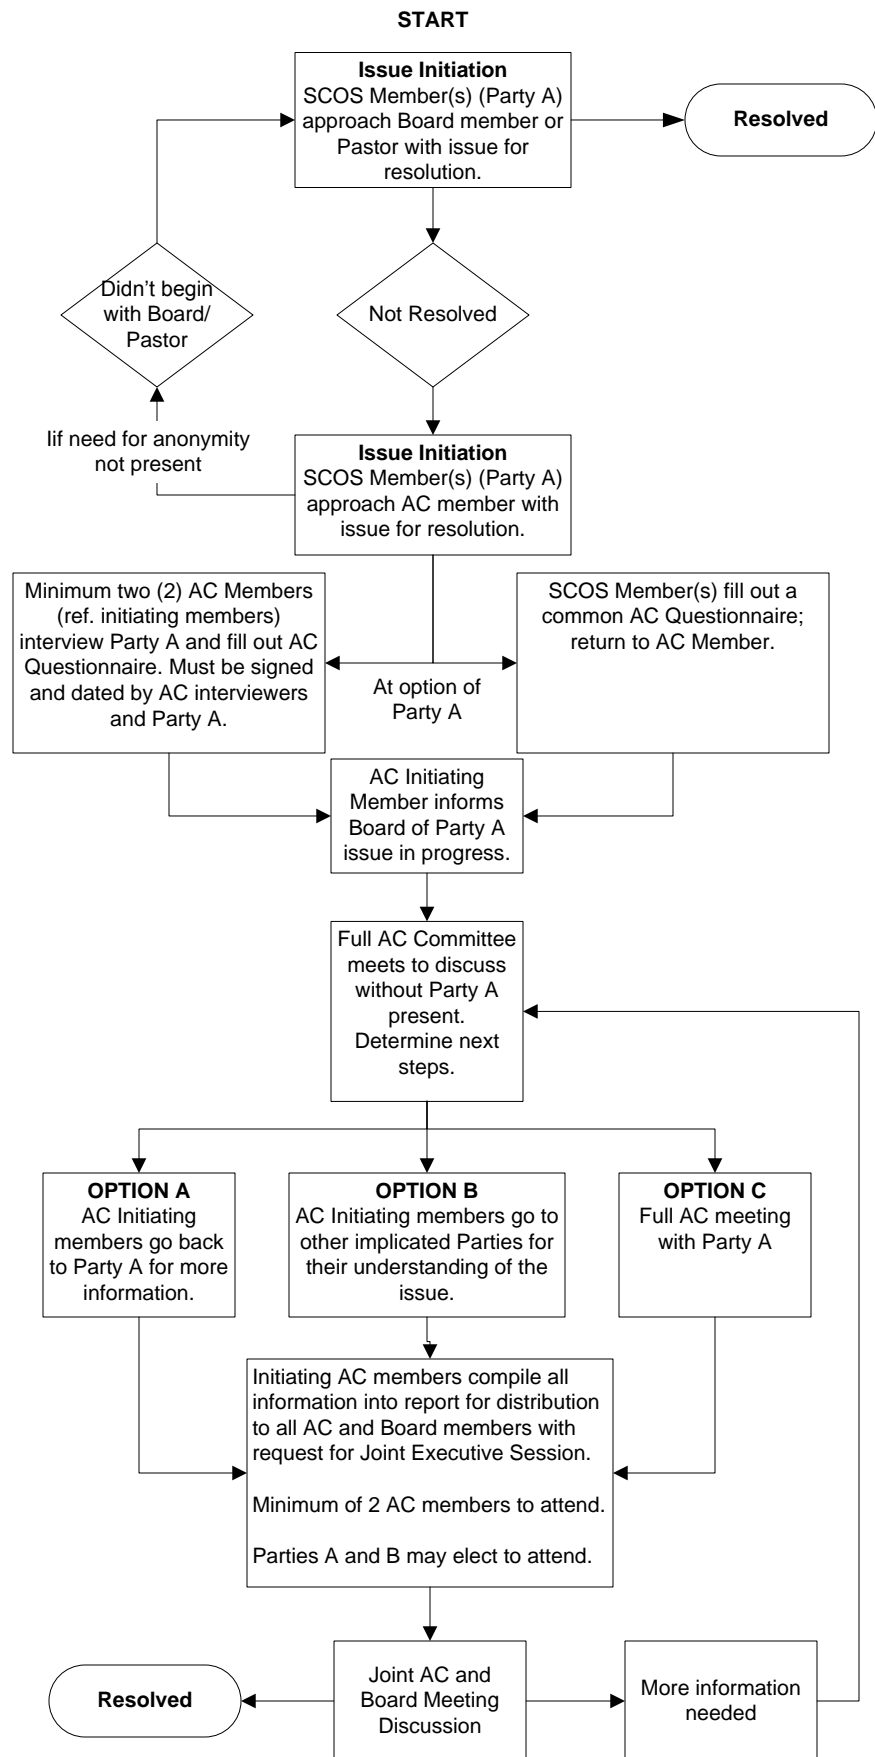 START
Issue Initiation
SCOS Member(s) (Party A)
approach Board member or
Pastor with issue for
resolution.
Resolved
Didn't begin
with Board/
Pastor
Not Resolved
Iif need for anonymity
not present
Issue Initiation
SCOS Member(s) (Party A)
approach AC member with
issue for resolution.
Minimum two (2) AC Members
(ref. initiating members)
interview Party A and fill out AC
Questionnaire. Must be signed
and dated by AC interviewers
and Party A.
At option of
Party A
SCOS Member(s) fill out a
common AC Questionnaire;
return to AC Member.
AC Initiating
Member informs
Board of Party A
issue in progress.
Full AC Committee
meets to discuss
without Party A
present.
Determine next
steps.
OPTION A
AC Initiating
members go back
to Party A for more
information.
OPTION B
AC Initiating members go to
other implicated Parties for
their understanding of the
issue.
OPTION C
Full AC meeting
with Party A
Initiating AC members compile all
information into report for distribution
to all AC and Board members with
request for Joint Executive Session.
Minimum of 2 AC members to attend.
Parties A and B may elect to attend.
Resolved
Joint AC and
Board Meeting
Discussion
More information
needed